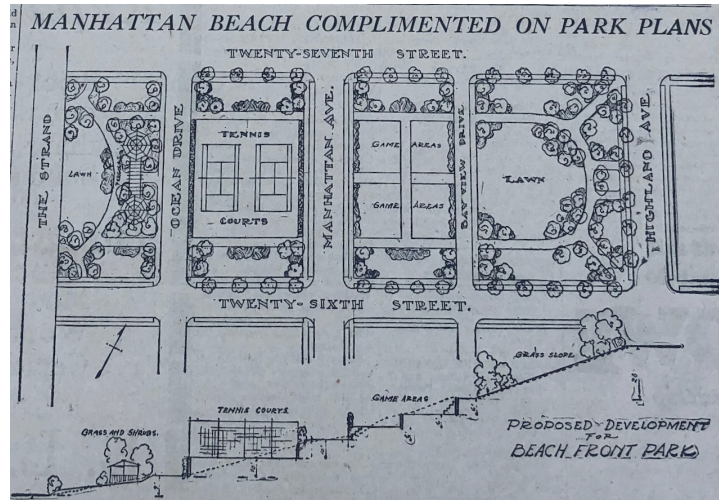 MANHATTAN BEACH COMPLIMENTED ON PARK PLANS
TWENTY-SEVENTH STREET.
THE STRAND
LAWN
OCEAN DRIVE
TENNIS
COURTS
MANHATTAN AVE.
GAME AREAS
GAME AREAS
BAYVIEW DRIVE
LAWN
HIGHLAND AVE.
TWENTY-SIXTH STREET.
GRASS AND SHRUBS.
TENNIS COURTS
GAME AREAS
GRASS SLOPE
PROPOSED DEVELOPMENT
FOR
BEACH FRONT PARK